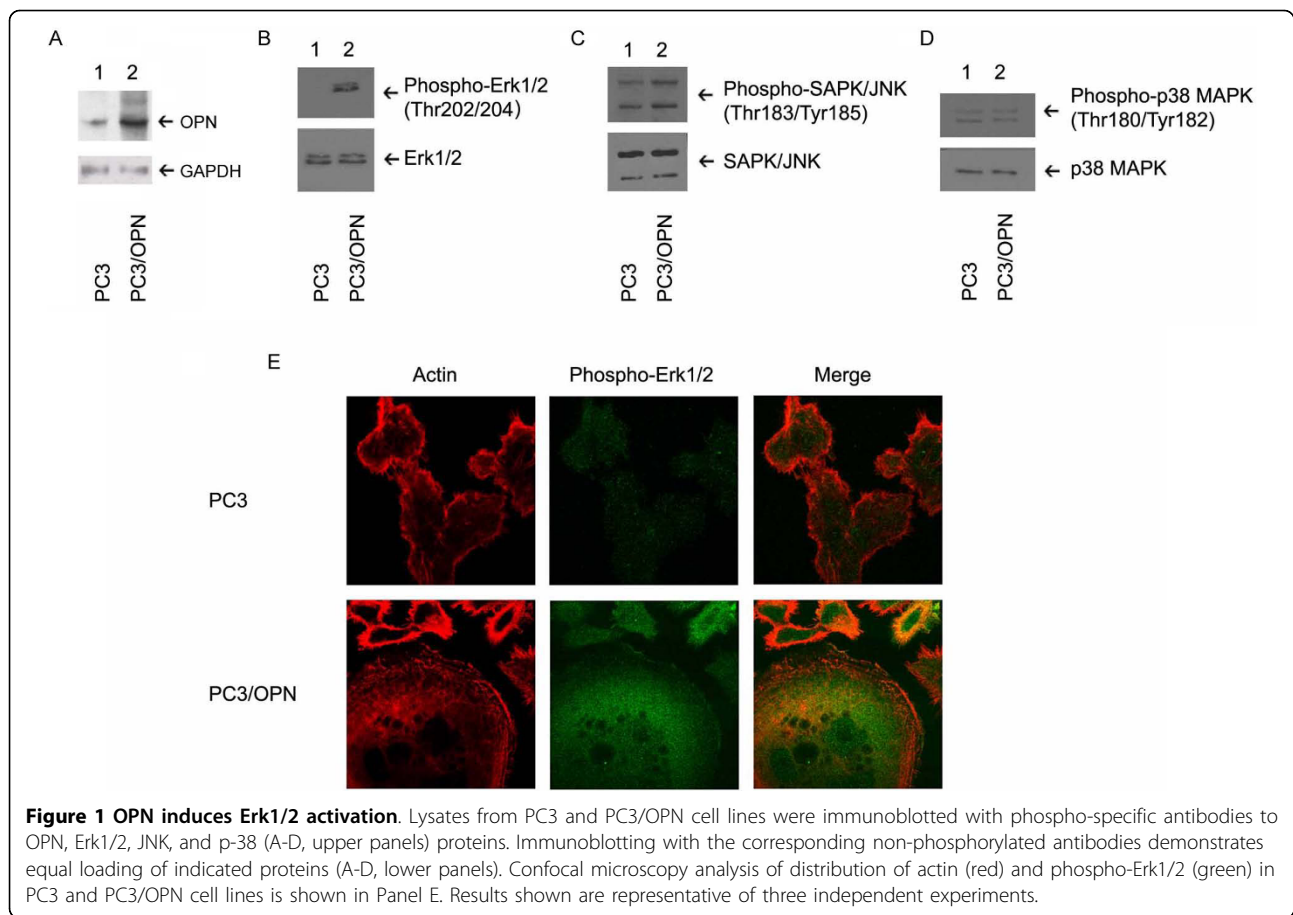 A
B
C
D
1 2
1 2
1 2
1 2
← OPN
← GAPDH
← Phospho-Erk1/2
(Thr202/204)
← Erk1/2
← Phospho-SAPK/JNK
(Thr183/Tyr185)
← SAPK/JNK
← Phospho-p38 MAPK
(Thr180/Tyr182)
← p38 MAPK
PC3
PC3/OPN
PC3
PC3/OPN
PC3
PC3/OPN
PC3
PC3/OPN
E
Actin Phospho-Erk1/2 Merge
PC3
PC3/OPN
Figure 1 OPN induces Erk1/2 activation. Lysates from PC3 and PC3/OPN cell lines were immunoblotted with phospho-specific antibodies to
OPN, Erk1/2, JNK, and p-38 (A-D, upper panels) proteins. Immunoblotting with the corresponding non-phosphorylated antibodies demonstrates
equal loading of indicated proteins (A-D, lower panels). Confocal microscopy analysis of distribution of actin (red) and phospho-Erk1/2 (green) in
PC3 and PC3/OPN cell lines is shown in Panel E. Results shown are representative of three independent experiments.